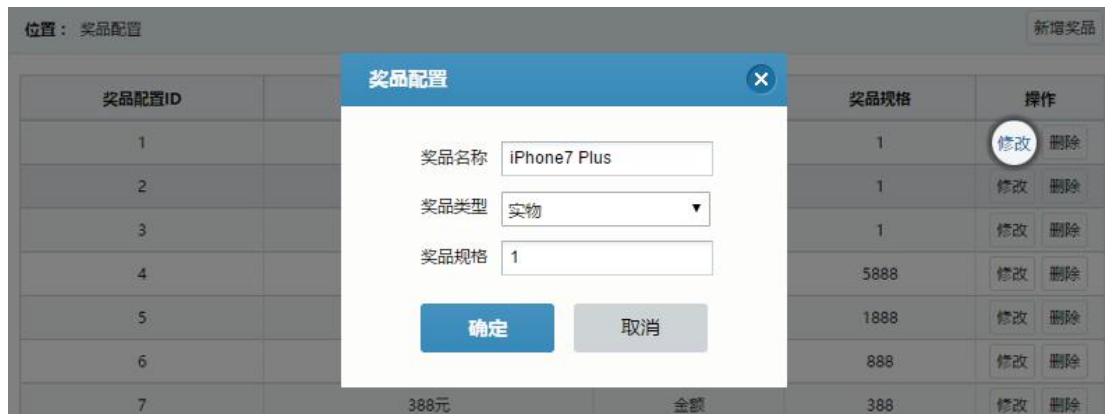 位置： 奖品配置 新增奖品
奖品配置
奖品配置ID 奖品规格 操作
奖品名称 iPhone7 Plus
奖品类型 实物
奖品规格 1
确定 取消
1 1 修改 删除
2 1 修改 删除
3 1 修改 删除
4 5888 修改 删除
5 1888 修改 删除
6 888 修改 删除
7 388元 金额 388 修改 删除